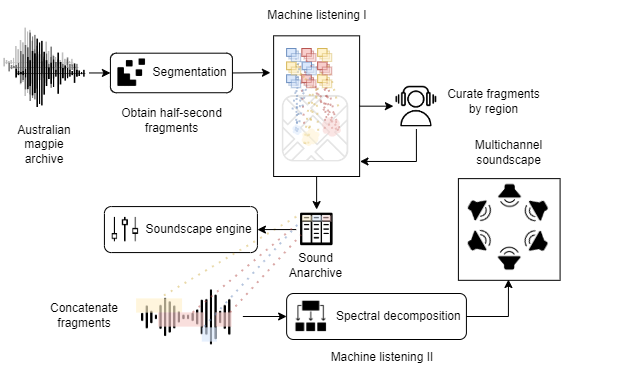 Machine listening I
Segmentation
Obtain half-second
fragments
Australian
magpie
archive
Curate fragments
by region
Multichannel
soundscape
Soundscape engine
Sound
Anarchive
Concatenate
fragments
Spectral decomposition
Machine listening II